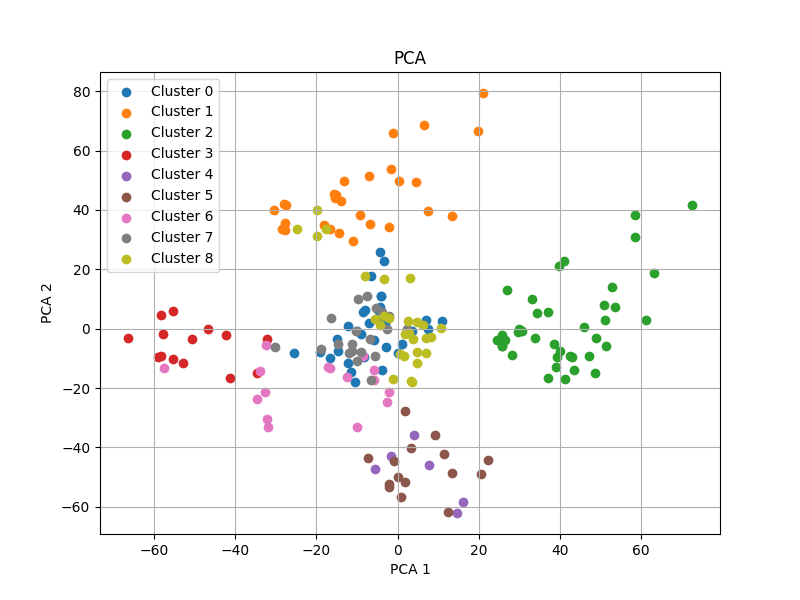 PCA
Cluster 0
Cluster 1
Cluster 2
Cluster 3
Cluster 4
Cluster 5
Cluster 6
Cluster 7
Cluster 8
80
60
40
20
0
−20
−40
−60
PCA 2
−60 −40 −20 0 20 40 60
PCA 1